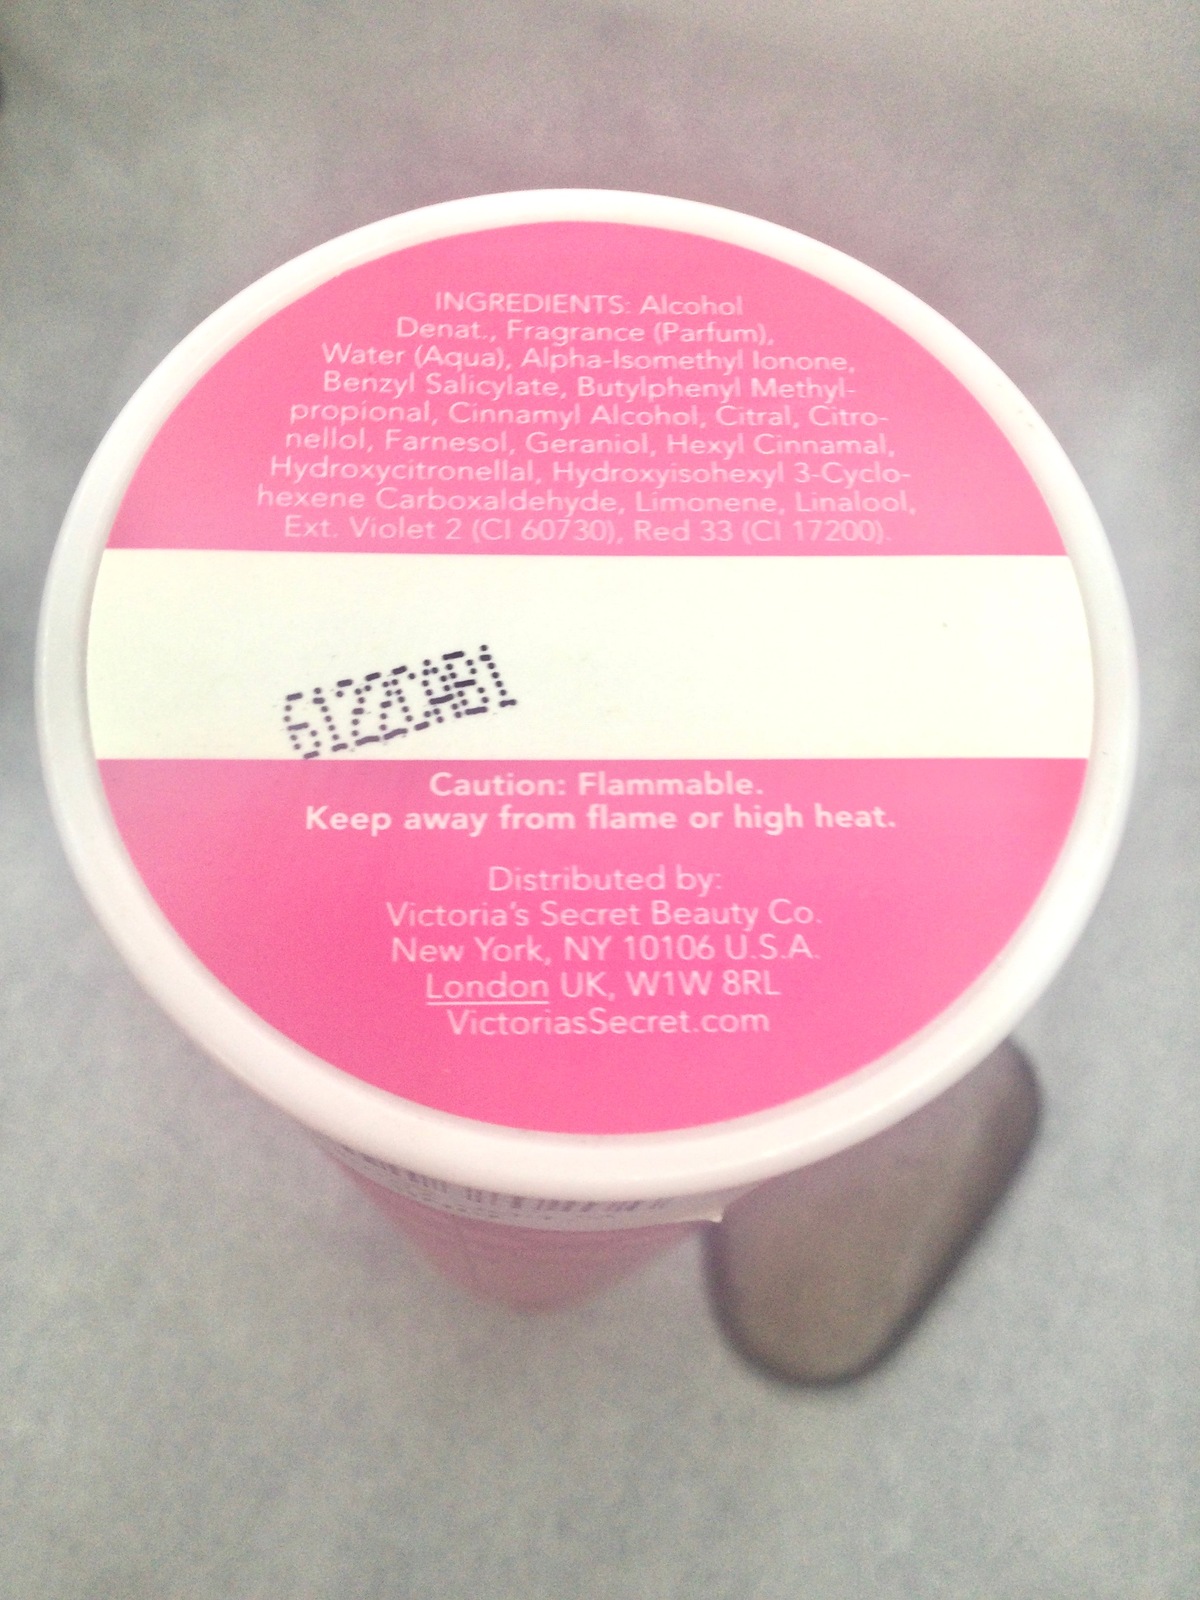 INGREDIENTS: Alcohol
Denat., Fragrance (Parfum),
Water (Aqua), Alpha-Isomethyl Ionone,
Benzyl Salicylate, Butylphenyl Methyl-
propional, Cinnamyl Alcohol, Citral, Citro-
nellol, Farnesol, Geraniol, Hexyl Cinnamal,
Hydroxycitronellal, Hydroxyisohexyl 3-Cyclo-
hexene Carboxaldehyde, Limonene, Linalool,
Ext. Violet 2 (CI 60730), Red 33 (CI 17200).
Caution: Flammable.
Keep away from flame or high heat.
Distributed by:
Victoria's Secret Beauty Co.
New York, NY 10106 U.S.A.
London UK, W1W 8RL
VictoriasSecret.com